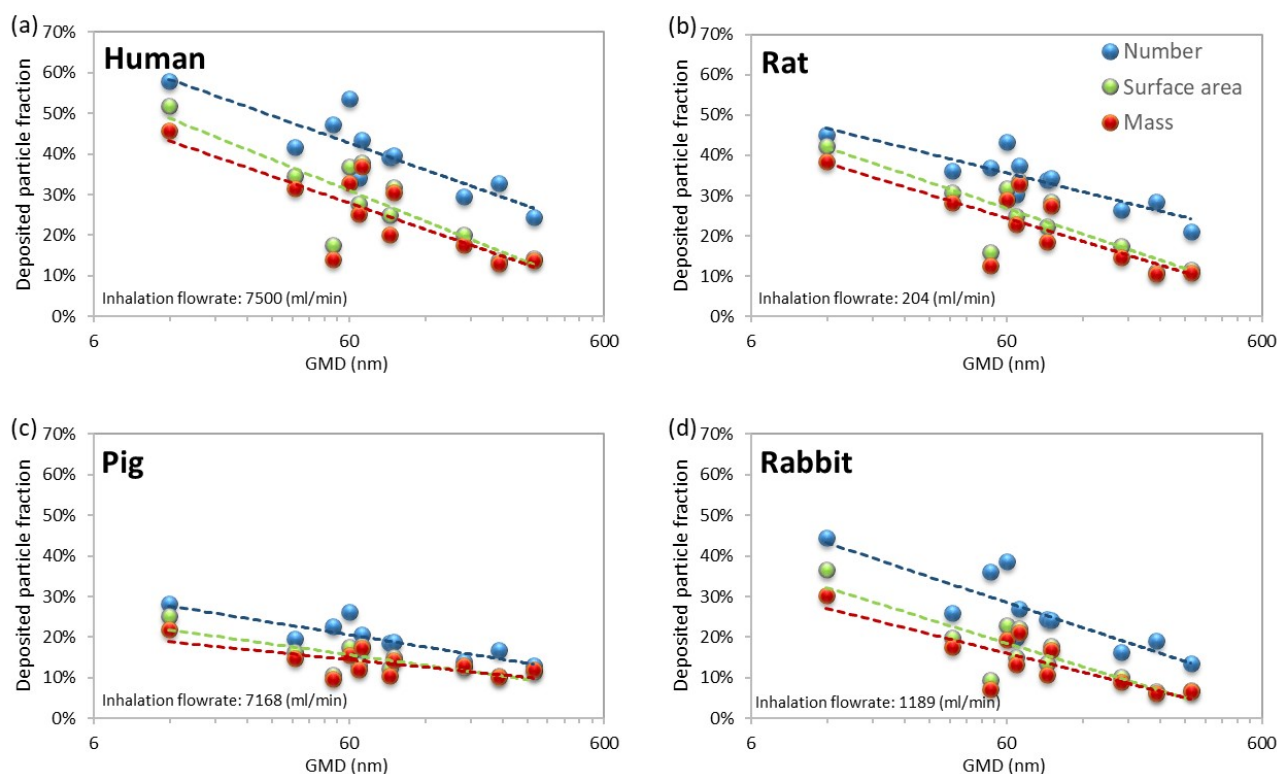 (a)
Human
70%
60%
50%
40%
30%
20%
10%
0%
Deposited particle fraction
Inhalation flowrate: 7500 (ml/min)
6
60
600
GMD (nm)
(b)
Rat
Number
Surface area
Mass
70%
60%
50%
40%
30%
20%
10%
0%
Deposited particle fraction
Inhalation flowrate: 204 (ml/min)
6
60
600
GMD (nm)
(c)
Pig
70%
60%
50%
40%
30%
20%
10%
0%
Deposited particle fraction
Inhalation flowrate: 7168 (ml/min)
6
60
600
GMD (nm)
(d)
Rabbit
70%
60%
50%
40%
30%
20%
10%
0%
Deposited particle fraction
Inhalation flowrate: 1189 (ml/min)
6
60
600
GMD (nm)